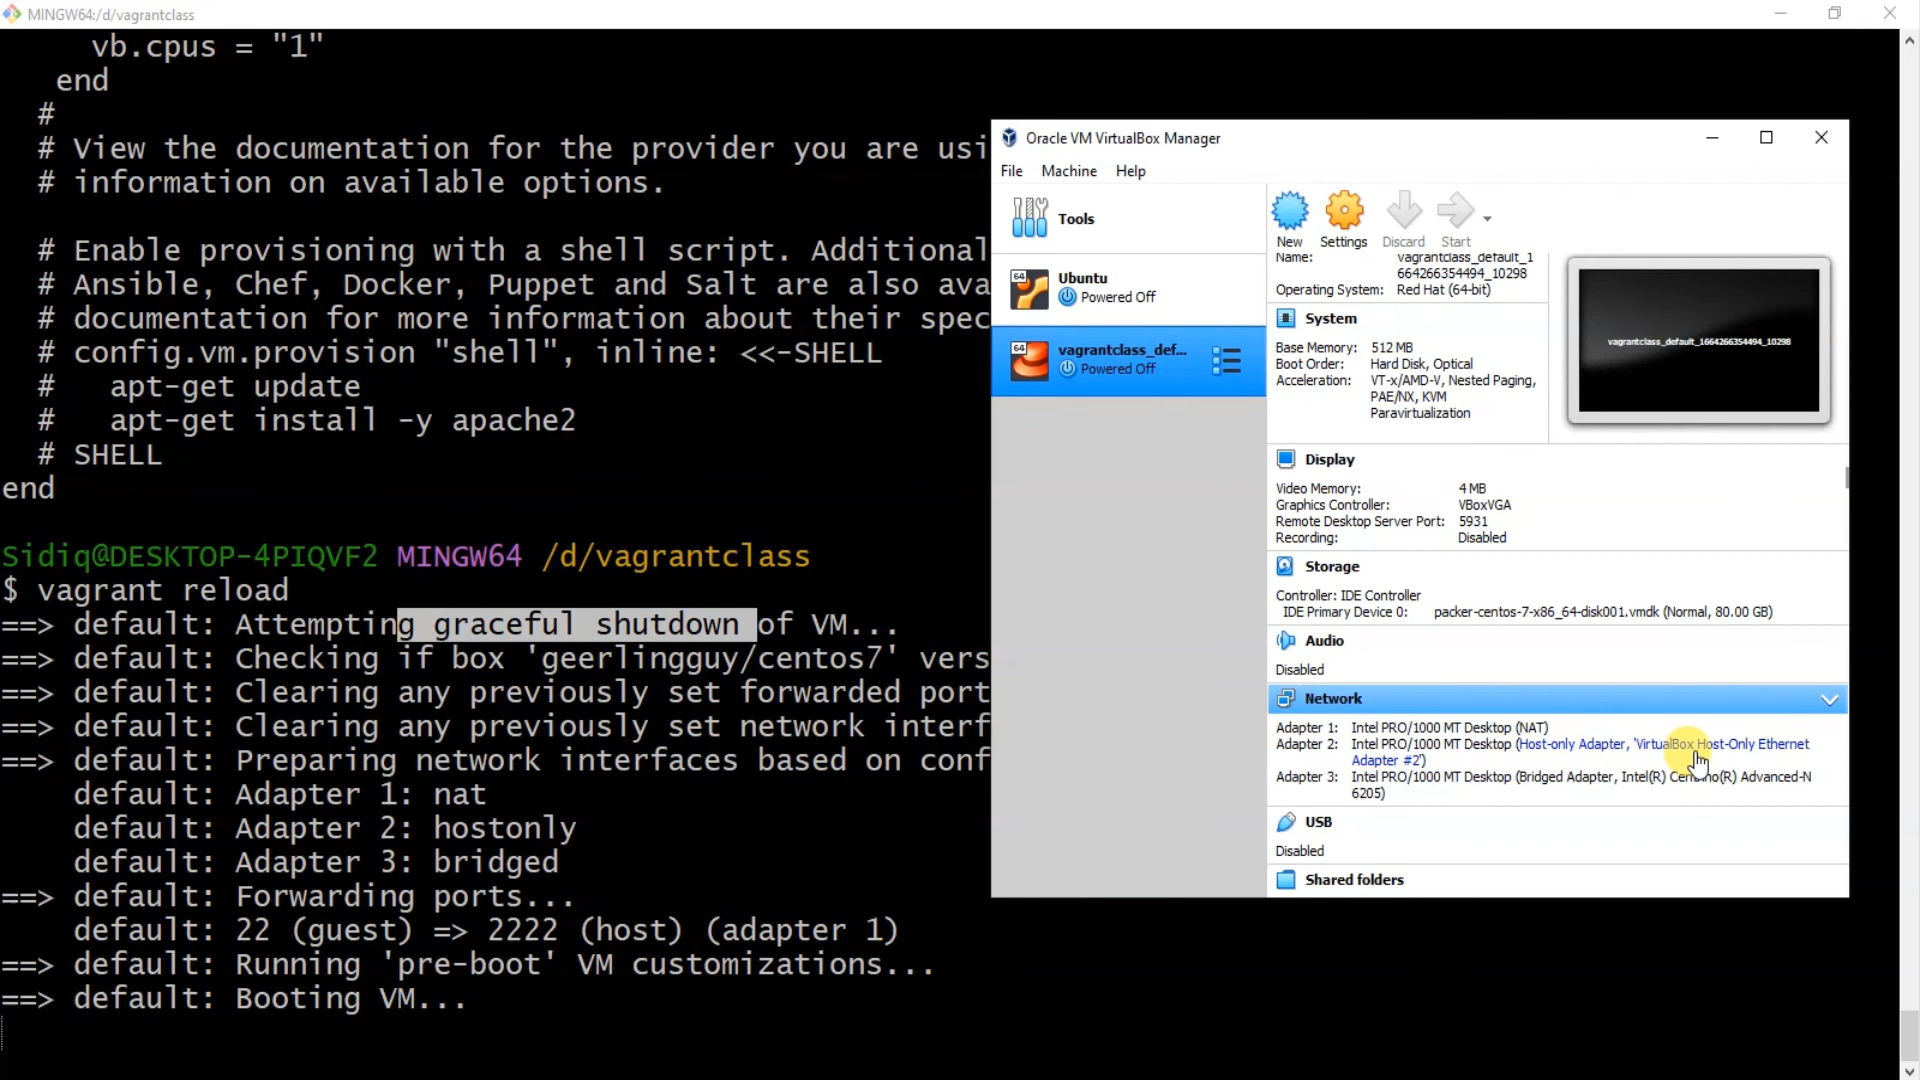 MINGW64:/d/vagrantclass
vb.cpus = "1"
end
#
# View the documentation for the provider you are usi
# information on available options.
# Enable provisioning with a shell script. Additional
# Ansible, Chef, Docker, Puppet and Salt are also ava
# documentation for more information about their spec
# config.vm.provision "shell", inline: <<-SHELL
#   apt-get update
#   apt-get install -y apache2
# SHELL
end
Sidiq@DESKTOP-4PIQVF2 MINGW64 /d/vagrantclass
$ vagrant reload
==> default: Attempting graceful shutdown of VM...
==> default: Checking if box 'geerlingguy/centos7' vers
==> default: Clearing any previously set forwarded port
==> default: Clearing any previously set network interf
==> default: Preparing network interfaces based on conf
default: Adapter 1: nat
default: Adapter 2: hostonly
default: Adapter 3: bridged
==> default: Forwarding ports...
default: 22 (guest) => 2222 (host) (adapter 1)
==> default: Running 'pre-boot' VM customizations...
==> default: Booting VM...
Oracle VM VirtualBox Manager
File Machine Help
Tools
64
Ubuntu
Powered Off
64
vagrantclass_def...
Powered Off
New Settings Discard Start
Name: vagrantclass_default_1
664266354494_10298
Operating System: Red Hat (64-bit)
System
Base Memory: 512 MB
Boot Order: Hard Disk, Optical
Acceleration: VT-x/AMD-V, Nested Paging,
PAE/NX, KVM
Paravirtualization
vagrantclass_default_1664266354494_10298
Display
Video Memory: 4 MB
Graphics Controller: VBoxVGA
Remote Desktop Server Port: 5931
Recording: Disabled
Storage
Controller: IDE Controller
IDE Primary Device 0: packer-centos-7-x86_64-disk001.vmdk (Normal, 80.00 GB)
Audio
Disabled
Network
Adapter 1: Intel PRO/1000 MT Desktop (NAT)
Adapter 2: Intel PRO/1000 MT Desktop (Host-only Adapter, 'VirtualBox Host-Only Ethernet
Adapter #2')
Adapter 3: Intel PRO/1000 MT Desktop (Bridged Adapter, Intel(R) Centrino(R) Advanced-N
6205)
USB
Disabled
Shared folders